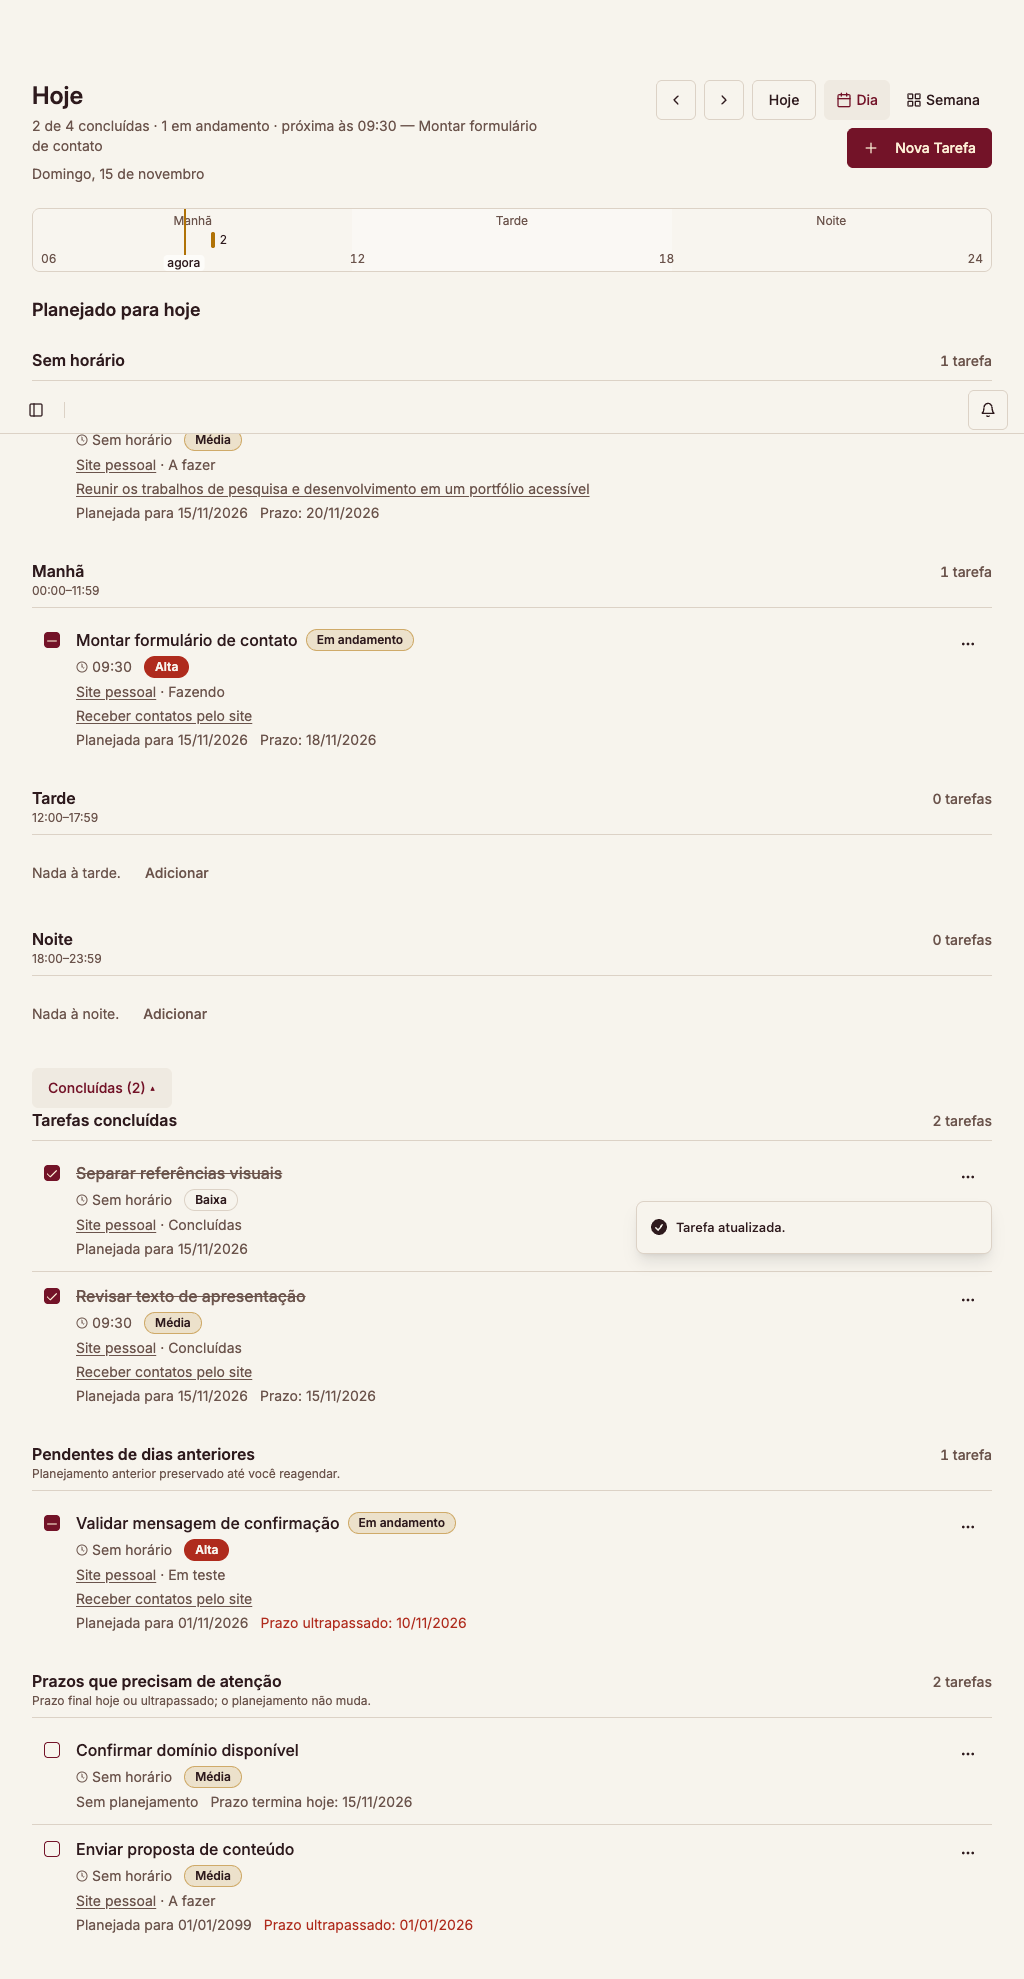 Hoje
2 de 4 concluídas · 1 em andamento · próxima às 09:30 — Montar formulário
de contato
Domingo, 15 de novembro
Hoje
Dia
Semana
Nova Tarefa
Manhã
Tarde
Noite
2
06
agora
12
18
24
Planejado para hoje
Sem horário
1 tarefa
Sem horário Média
Site pessoal · A fazer
Reunir os trabalhos de pesquisa e desenvolvimento em um portfólio acessível
Planejada para 15/11/2026 Prazo: 20/11/2026
Manhã
1 tarefa
00:00–11:59
Montar formulário de contato Em andamento
09:30 Alta
Site pessoal · Fazendo
Receber contatos pelo site
Planejada para 15/11/2026 Prazo: 18/11/2026
Tarde
0 tarefas
12:00–17:59
Nada à tarde. Adicionar
Noite
0 tarefas
18:00–23:59
Nada à noite. Adicionar
Concluídas (2)
Tarefas concluídas
2 tarefas
Separar referências visuais
Sem horário Baixa
Site pessoal · Concluídas
Planejada para 15/11/2026
Tarefa atualizada.
Revisar texto de apresentação
09:30 Média
Site pessoal · Concluídas
Receber contatos pelo site
Planejada para 15/11/2026 Prazo: 15/11/2026
Pendentes de dias anteriores
1 tarefa
Planejamento anterior preservado até você reagendar.
Validar mensagem de confirmação Em andamento
Sem horário Alta
Site pessoal · Em teste
Receber contatos pelo site
Planejada para 01/11/2026 Prazo ultrapassado: 10/11/2026
Prazos que precisam de atenção
2 tarefas
Prazo final hoje ou ultrapassado; o planejamento não muda.
Confirmar domínio disponível
Sem horário Média
Sem planejamento Prazo termina hoje: 15/11/2026
Enviar proposta de conteúdo
Sem horário Média
Site pessoal · A fazer
Planejada para 01/01/2099 Prazo ultrapassado: 01/01/2026